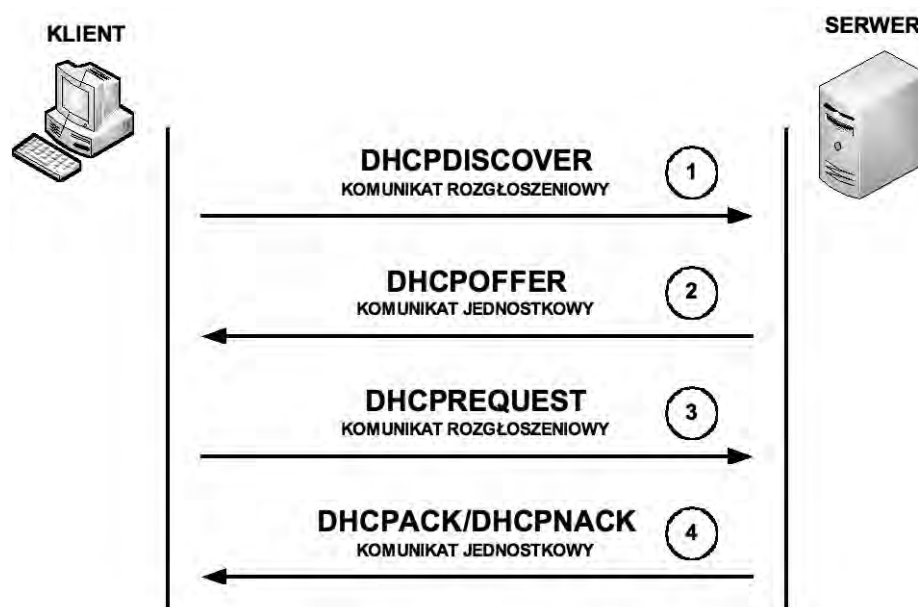 KLIENT
SERWER
DHCPDISCOVER
KOMUNIKAT ROZGŁOSZENIOWY
1
DHCPOFFER
KOMUNIKAT JEDNOSTKOWY
2
DHCPREQUEST
KOMUNIKAT ROZGŁOSZENIOWY
3
DHCPACK/DHCPNACK
KOMUNIKAT JEDNOSTKOWY
4